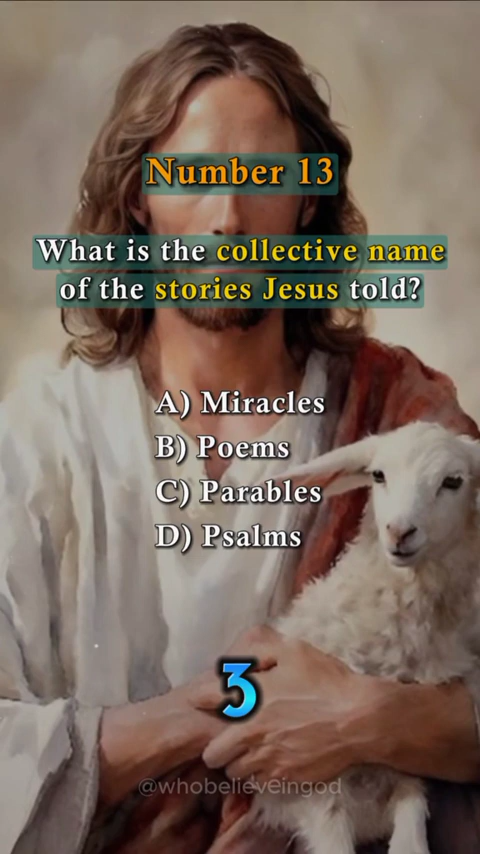 Number 13
What is the collective name
of the stories Jesus told?
A) Miracles
B) Poems
C) Parables
D) Psalms
3
@whobelieveingod